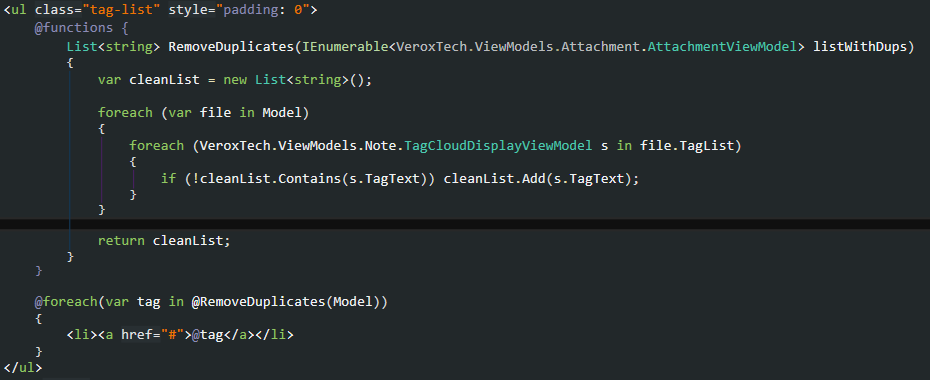 <ul class="tag-list" style="padding: 0">
@functions {
List<string> RemoveDuplicates(IEnumerable<VeroxTech.ViewModels.Attachment.AttachmentViewModel> listWithDups)
{
var cleanList = new List<string>();
foreach (var file in Model)
{
foreach (VeroxTech.ViewModels.Note.TagCloudDisplayViewModel s in file.TagList)
{
if (!cleanList.Contains(s.TagText)) cleanList.Add(s.TagText);
}
}
return cleanList;
}
}
@foreach(var tag in @RemoveDuplicates(Model))
{
<li><a href="#">@tag</a></li>
}
</ul>